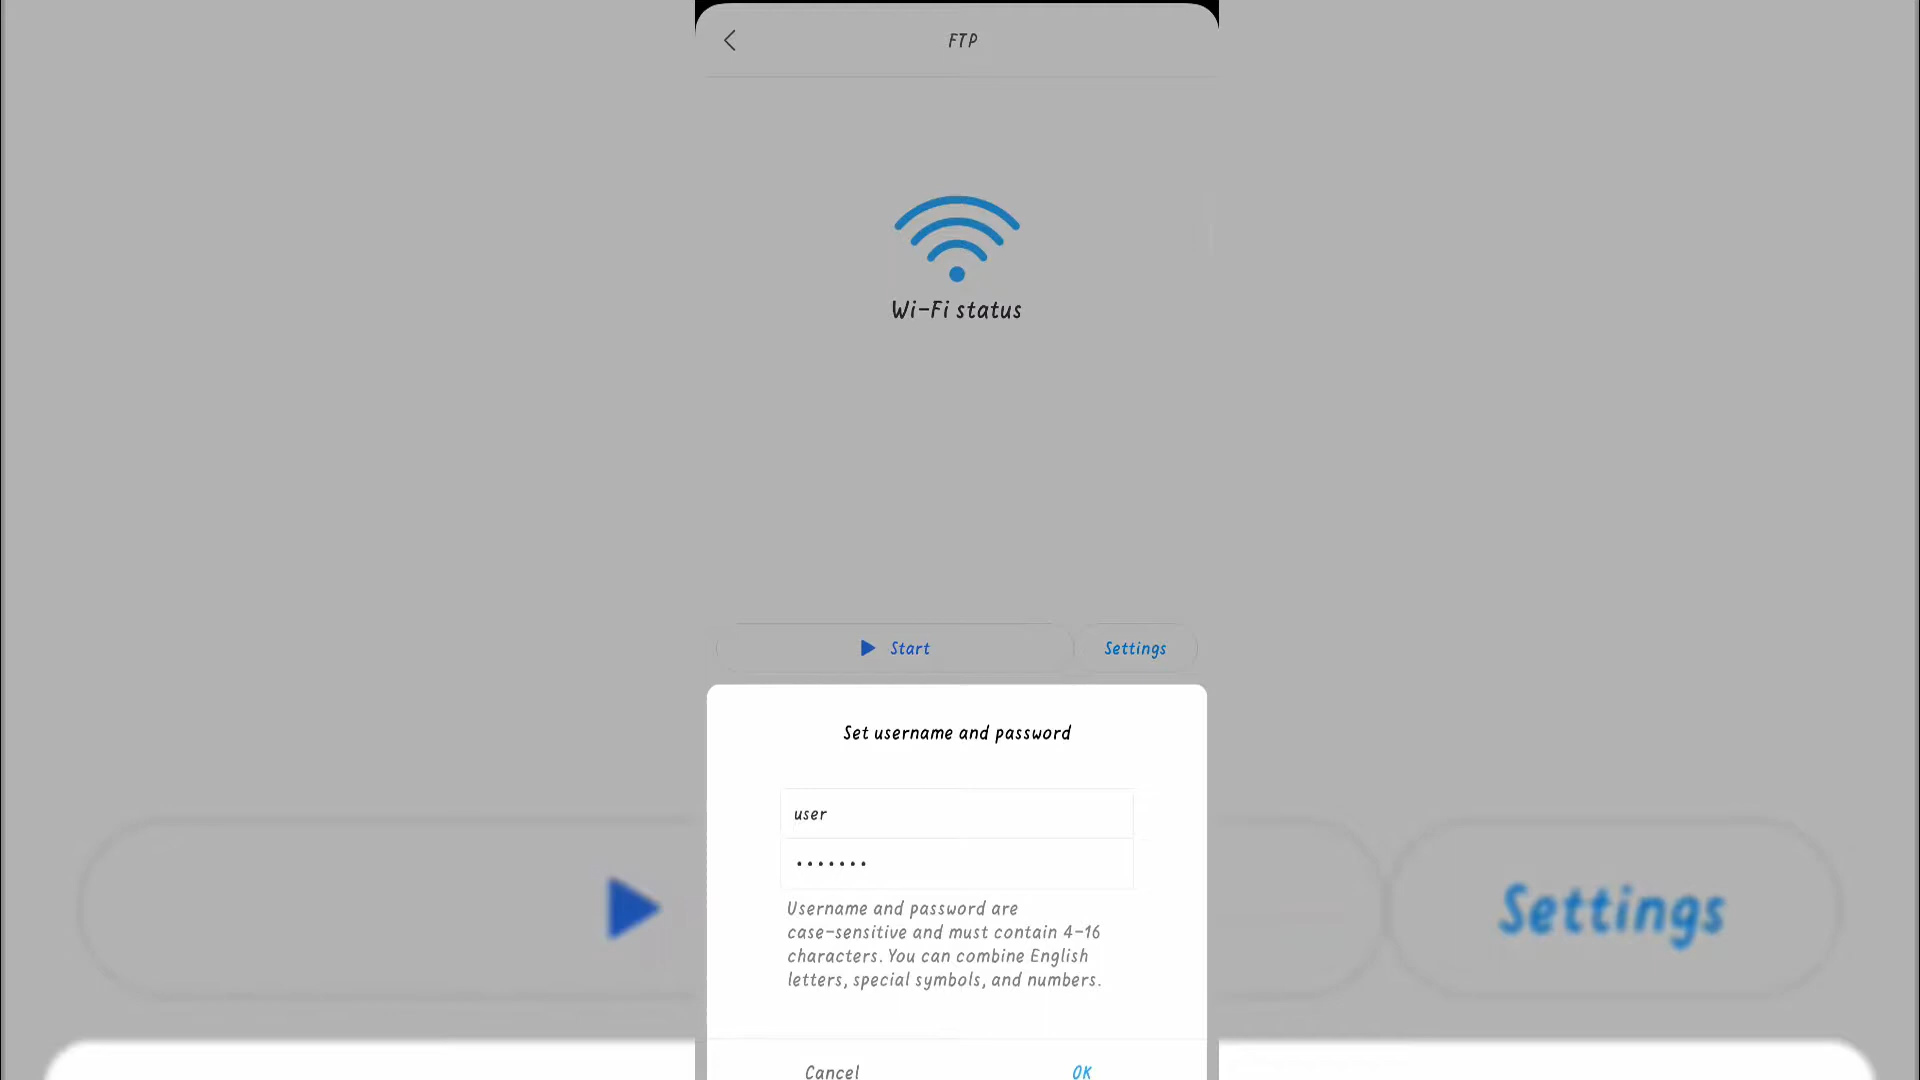 FTP
Wi-Fi status
Start
Settings
Set username and password
user
•••••••
Username and password are
case-sensitive and must contain 4-16
characters. You can combine English
letters, special symbols, and numbers.
Settings
Cancel
OK